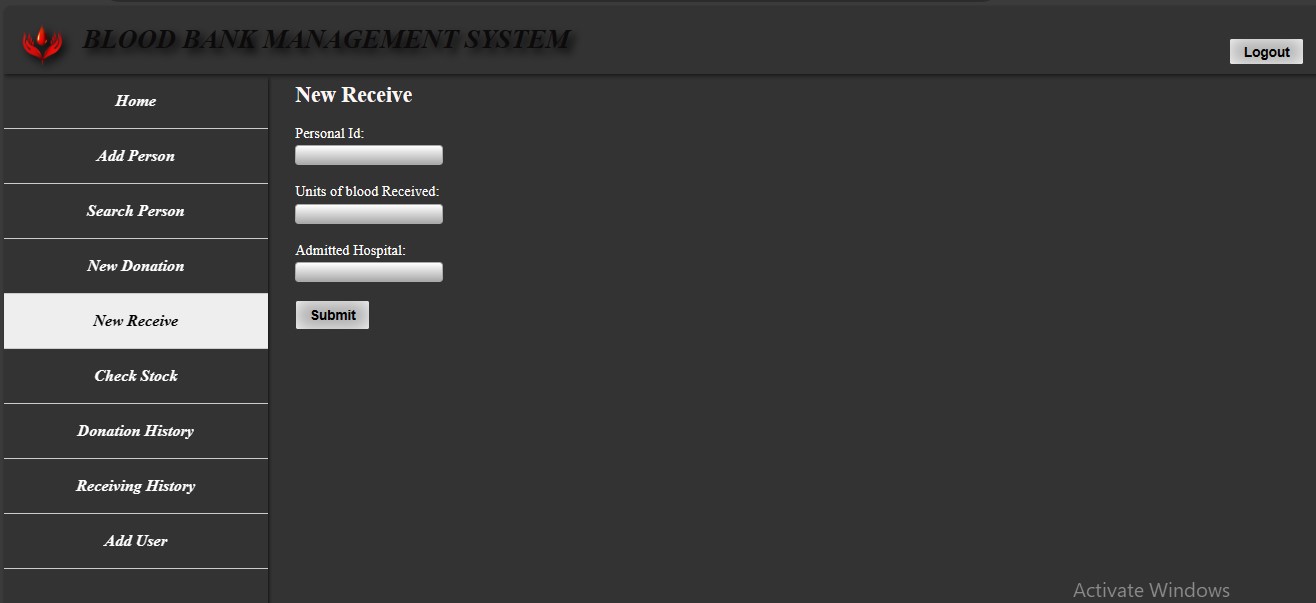 BLOOD BANK MANAGEMENT SYSTEM
Logout
Home
Add Person
Search Person
New Donation
New Receive
Check Stock
Donation History
Receiving History
Add User
New Receive
Personal Id:
Units of blood Received:
Admitted Hospital:
Submit
Activate Windows